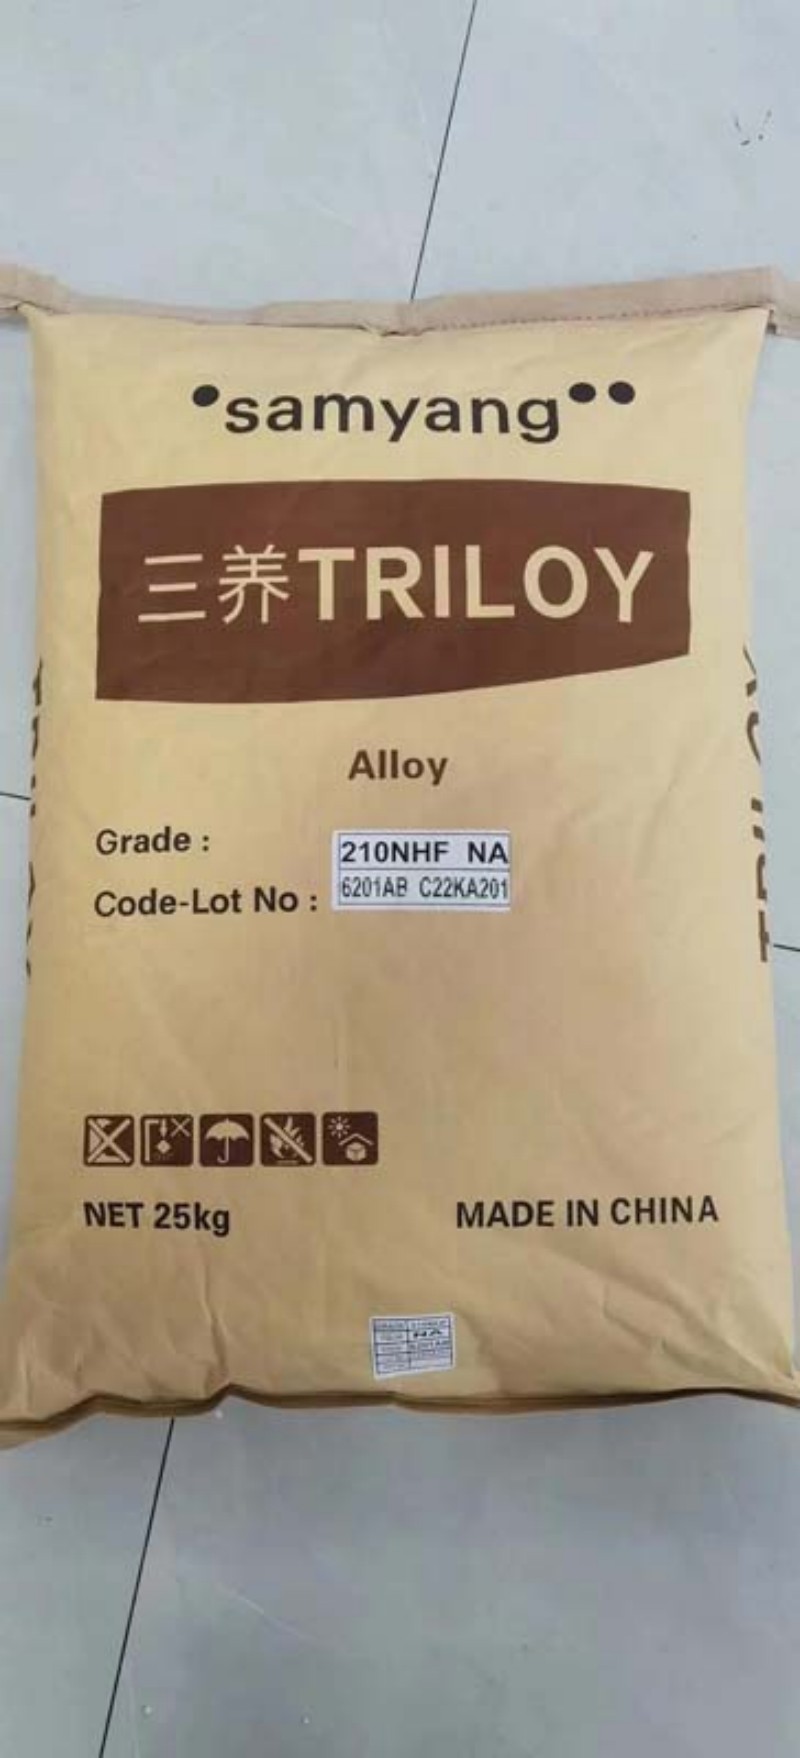 samyang
三养TRILOY
Alloy
Grade :
210NHF NA
Code-Lot No :
6201AB C22KA201
NET 25kg
MADE IN CHINA
NA